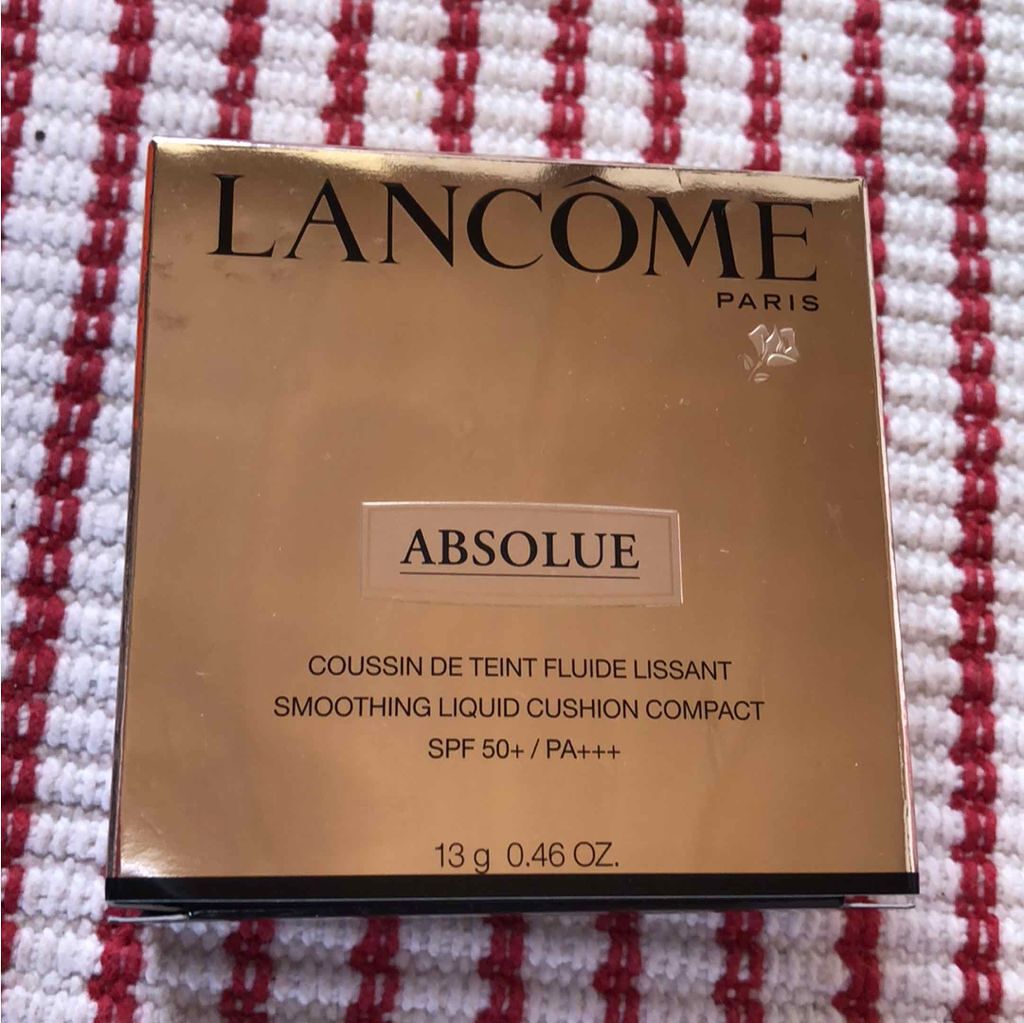 LANCÔME
PARIS
ABSOLUE
COUSSIN DE TEINT FLUIDE LISSANT
SMOOTHING LIQUID CUSHION COMPACT
SPF 50+ / PA+++
13 g 0.46 OZ.